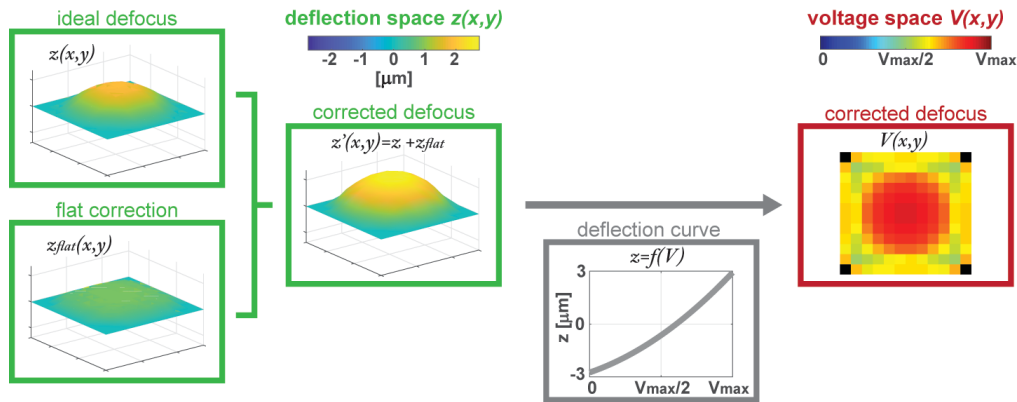 ideal defocus
z(x,y)
flat correction
zflat(x,y)
deflection space z(x,y)
-2 -1 0 1 2
[μm]
corrected defocus
z'(x,y)=z +zflat
deflection curve
z=f(V)
z [μm]
3
0
-3
0 Vmax/2 Vmax
voltage space V(x,y)
0 Vmax/2 Vmax
corrected defocus
V(x,y)